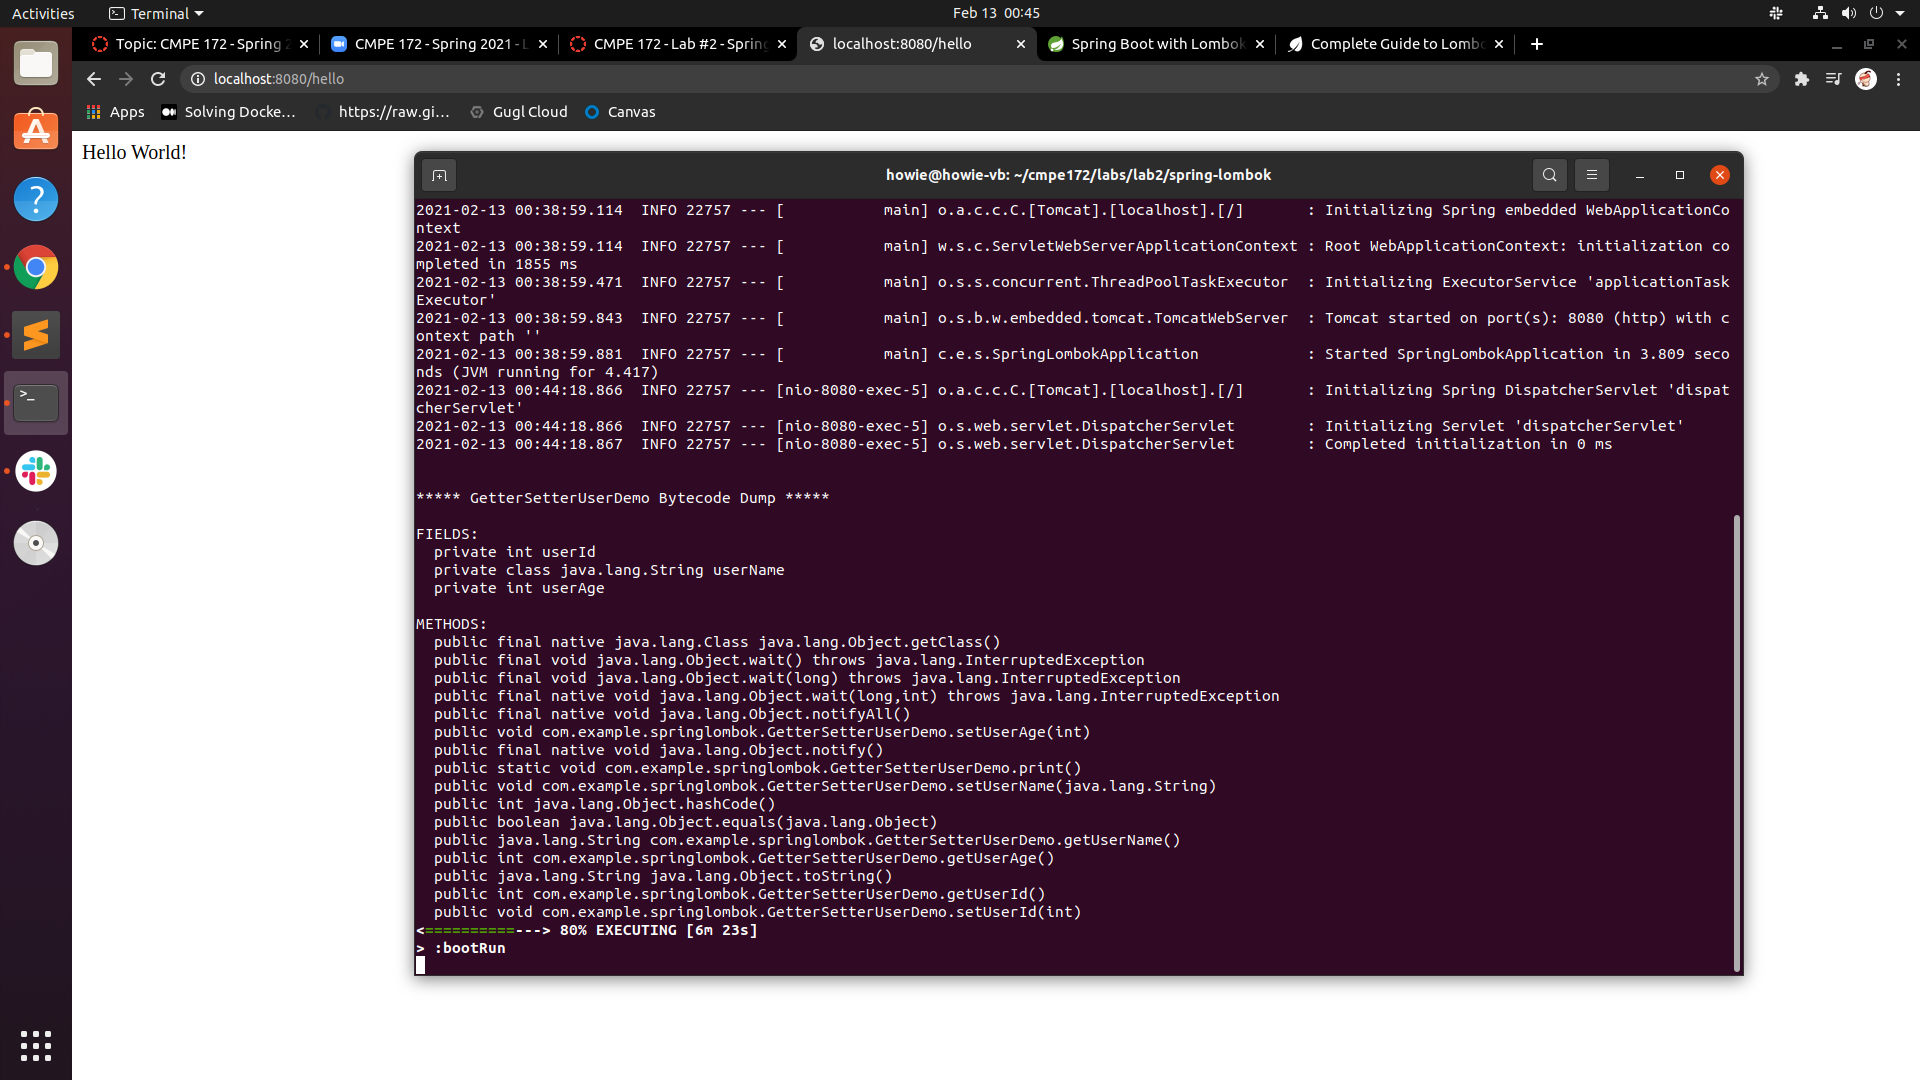 Activities
Terminal
Feb 13 00:45
Topic: CMPE 172 - Spring 2
CMPE 172 - Spring 2021 - L
CMPE 172 - Lab #2 - Spring
localhost:8080/hello
Spring Boot with Lombok
Complete Guide to Lombo
localhost:8080/hello
Apps
Solving Docke...
https://raw.gi...
Gugl Cloud
Canvas
Hello World!
howie@howie-vb: ~/cmpe172/labs/lab2/spring-lombok
2021-02-13 00:38:59.114  INFO 22757 --- [           main] o.a.c.c.C.[Tomcat].[localhost].[/]       : Initializing Spring embedded WebApplicationCo
ntext
2021-02-13 00:38:59.114  INFO 22757 --- [           main] w.s.c.ServletWebServerApplicationContext : Root WebApplicationContext: initialization co
mpleted in 1855 ms
2021-02-13 00:38:59.471  INFO 22757 --- [           main] o.s.s.concurrent.ThreadPoolTaskExecutor  : Initializing ExecutorService 'applicationTask
Executor'
2021-02-13 00:38:59.843  INFO 22757 --- [           main] o.s.b.w.embedded.tomcat.TomcatWebServer  : Tomcat started on port(s): 8080 (http) with c
ontext path ''
2021-02-13 00:38:59.881  INFO 22757 --- [           main] c.e.s.SpringLombokApplication            : Started SpringLombokApplication in 3.809 seco
nds (JVM running for 4.417)
2021-02-13 00:44:18.866  INFO 22757 --- [nio-8080-exec-5] o.a.c.c.C.[Tomcat].[localhost].[/]       : Initializing Spring DispatcherServlet 'dispat
cherServlet'
2021-02-13 00:44:18.866  INFO 22757 --- [nio-8080-exec-5] o.s.web.servlet.DispatcherServlet        : Initializing Servlet 'dispatcherServlet'
2021-02-13 00:44:18.867  INFO 22757 --- [nio-8080-exec-5] o.s.web.servlet.DispatcherServlet        : Completed initialization in 0 ms
***** GetterSetterUserDemo Bytecode Dump *****
FIELDS:
  private int userId
  private class java.lang.String userName
  private int userAge
METHODS:
  public final native java.lang.Class java.lang.Object.getClass()
  public final void java.lang.Object.wait() throws java.lang.InterruptedException
  public final void java.lang.Object.wait(long) throws java.lang.InterruptedException
  public final native void java.lang.Object.wait(long,int) throws java.lang.InterruptedException
  public final native void java.lang.Object.notifyAll()
  public void com.example.springlombok.GetterSetterUserDemo.setUserAge(int)
  public final native void java.lang.Object.notify()
  public static void com.example.springlombok.GetterSetterUserDemo.print()
  public void com.example.springlombok.GetterSetterUserDemo.setUserName(java.lang.String)
  public int java.lang.Object.hashCode()
  public boolean java.lang.Object.equals(java.lang.Object)
  public java.lang.String com.example.springlombok.GetterSetterUserDemo.getUserName()
  public int com.example.springlombok.GetterSetterUserDemo.getUserAge()
  public java.lang.String java.lang.Object.toString()
  public int com.example.springlombok.GetterSetterUserDemo.getUserId()
  public void com.example.springlombok.GetterSetterUserDemo.setUserId(int)
<==========---> 80% EXECUTING [6m 23s]
> :bootRun